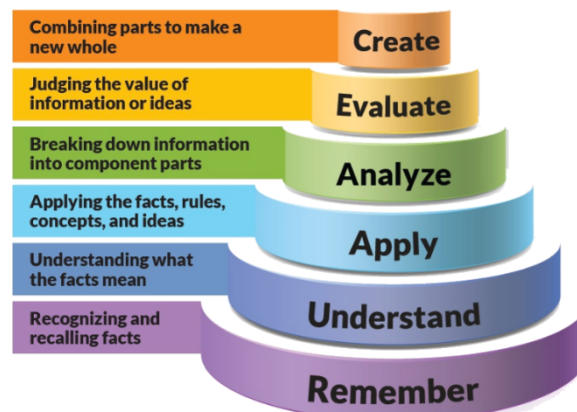 Combining parts to make a
new whole
Create
Judging the value of
information or ideas
Evaluate
Breaking down information
into component parts
Analyze
Applying the facts, rules,
concepts, and ideas
Apply
Understanding what
the facts mean
Understand
Recognizing and
recalling facts
Remember